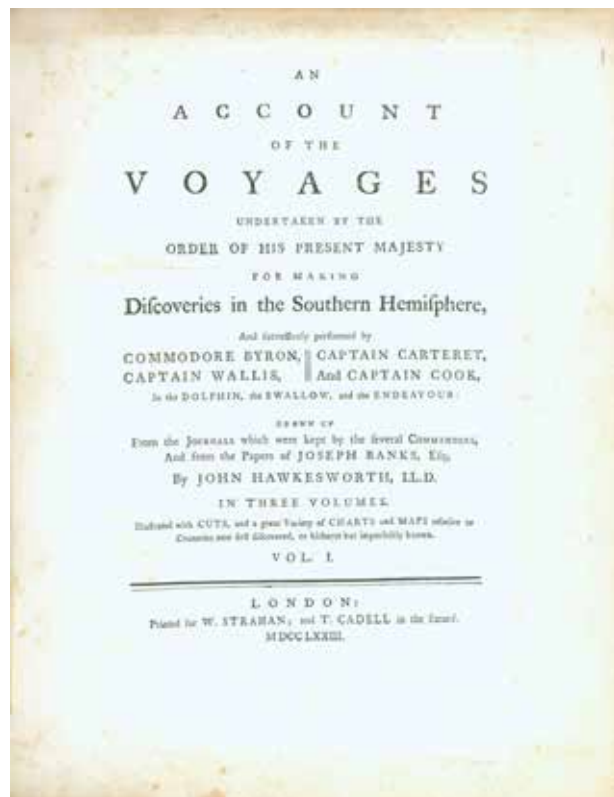 AN
ACCOUNT
OF THE
VOYAGES
UNDERTAKEN BY THE
ORDER OF HIS PRESENT MAJESTY
FOR MAKING
Diſcoveries in the Southern Hemiſphere,
And ſucceſſively performed by
COMMODORE BYRON, CAPTAIN CARTERET,
CAPTAIN WALLIS, And CAPTAIN COOK,
In the DOLPHIN, the SWALLOW, and the ENDEAVOUR:
DRAWN UP
From the JOURNALS which were kept by the ſeveral COMMANDERS,
And from the Papers of JOSEPH BANKS, Eſq;
By JOHN HAWKESWORTH, LL.D.
IN THREE VOLUMES.
Illuſtrated with CUTS, and a great Variety of CHARTS and MAPS relative to
Countries now firſt diſcovered, or hitherto but imperfectly known.
VOL. I.
LONDON:
Printed for W. STRAHAN; and T. CADELL in the Strand.
MDCCLXXIII.